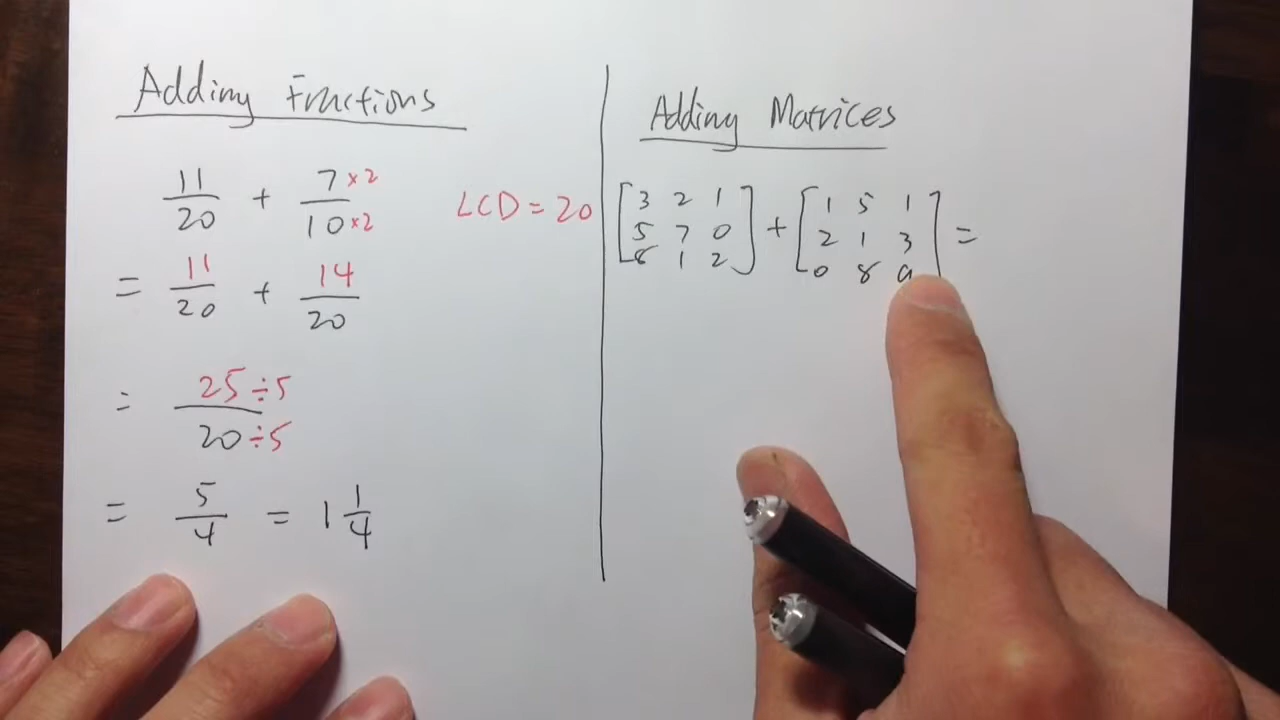 Adding Fractions
11/20 + 7×2/10×2 LCD = 20
= 11/20 + 14/20
= 25÷5/20÷5
= 5/4 = 1 1/4
Adding Matrices
[3 2 1] + [1 5 1] =
[5 7 0] [2 1 3]
[8 1 2] [0 8 9]